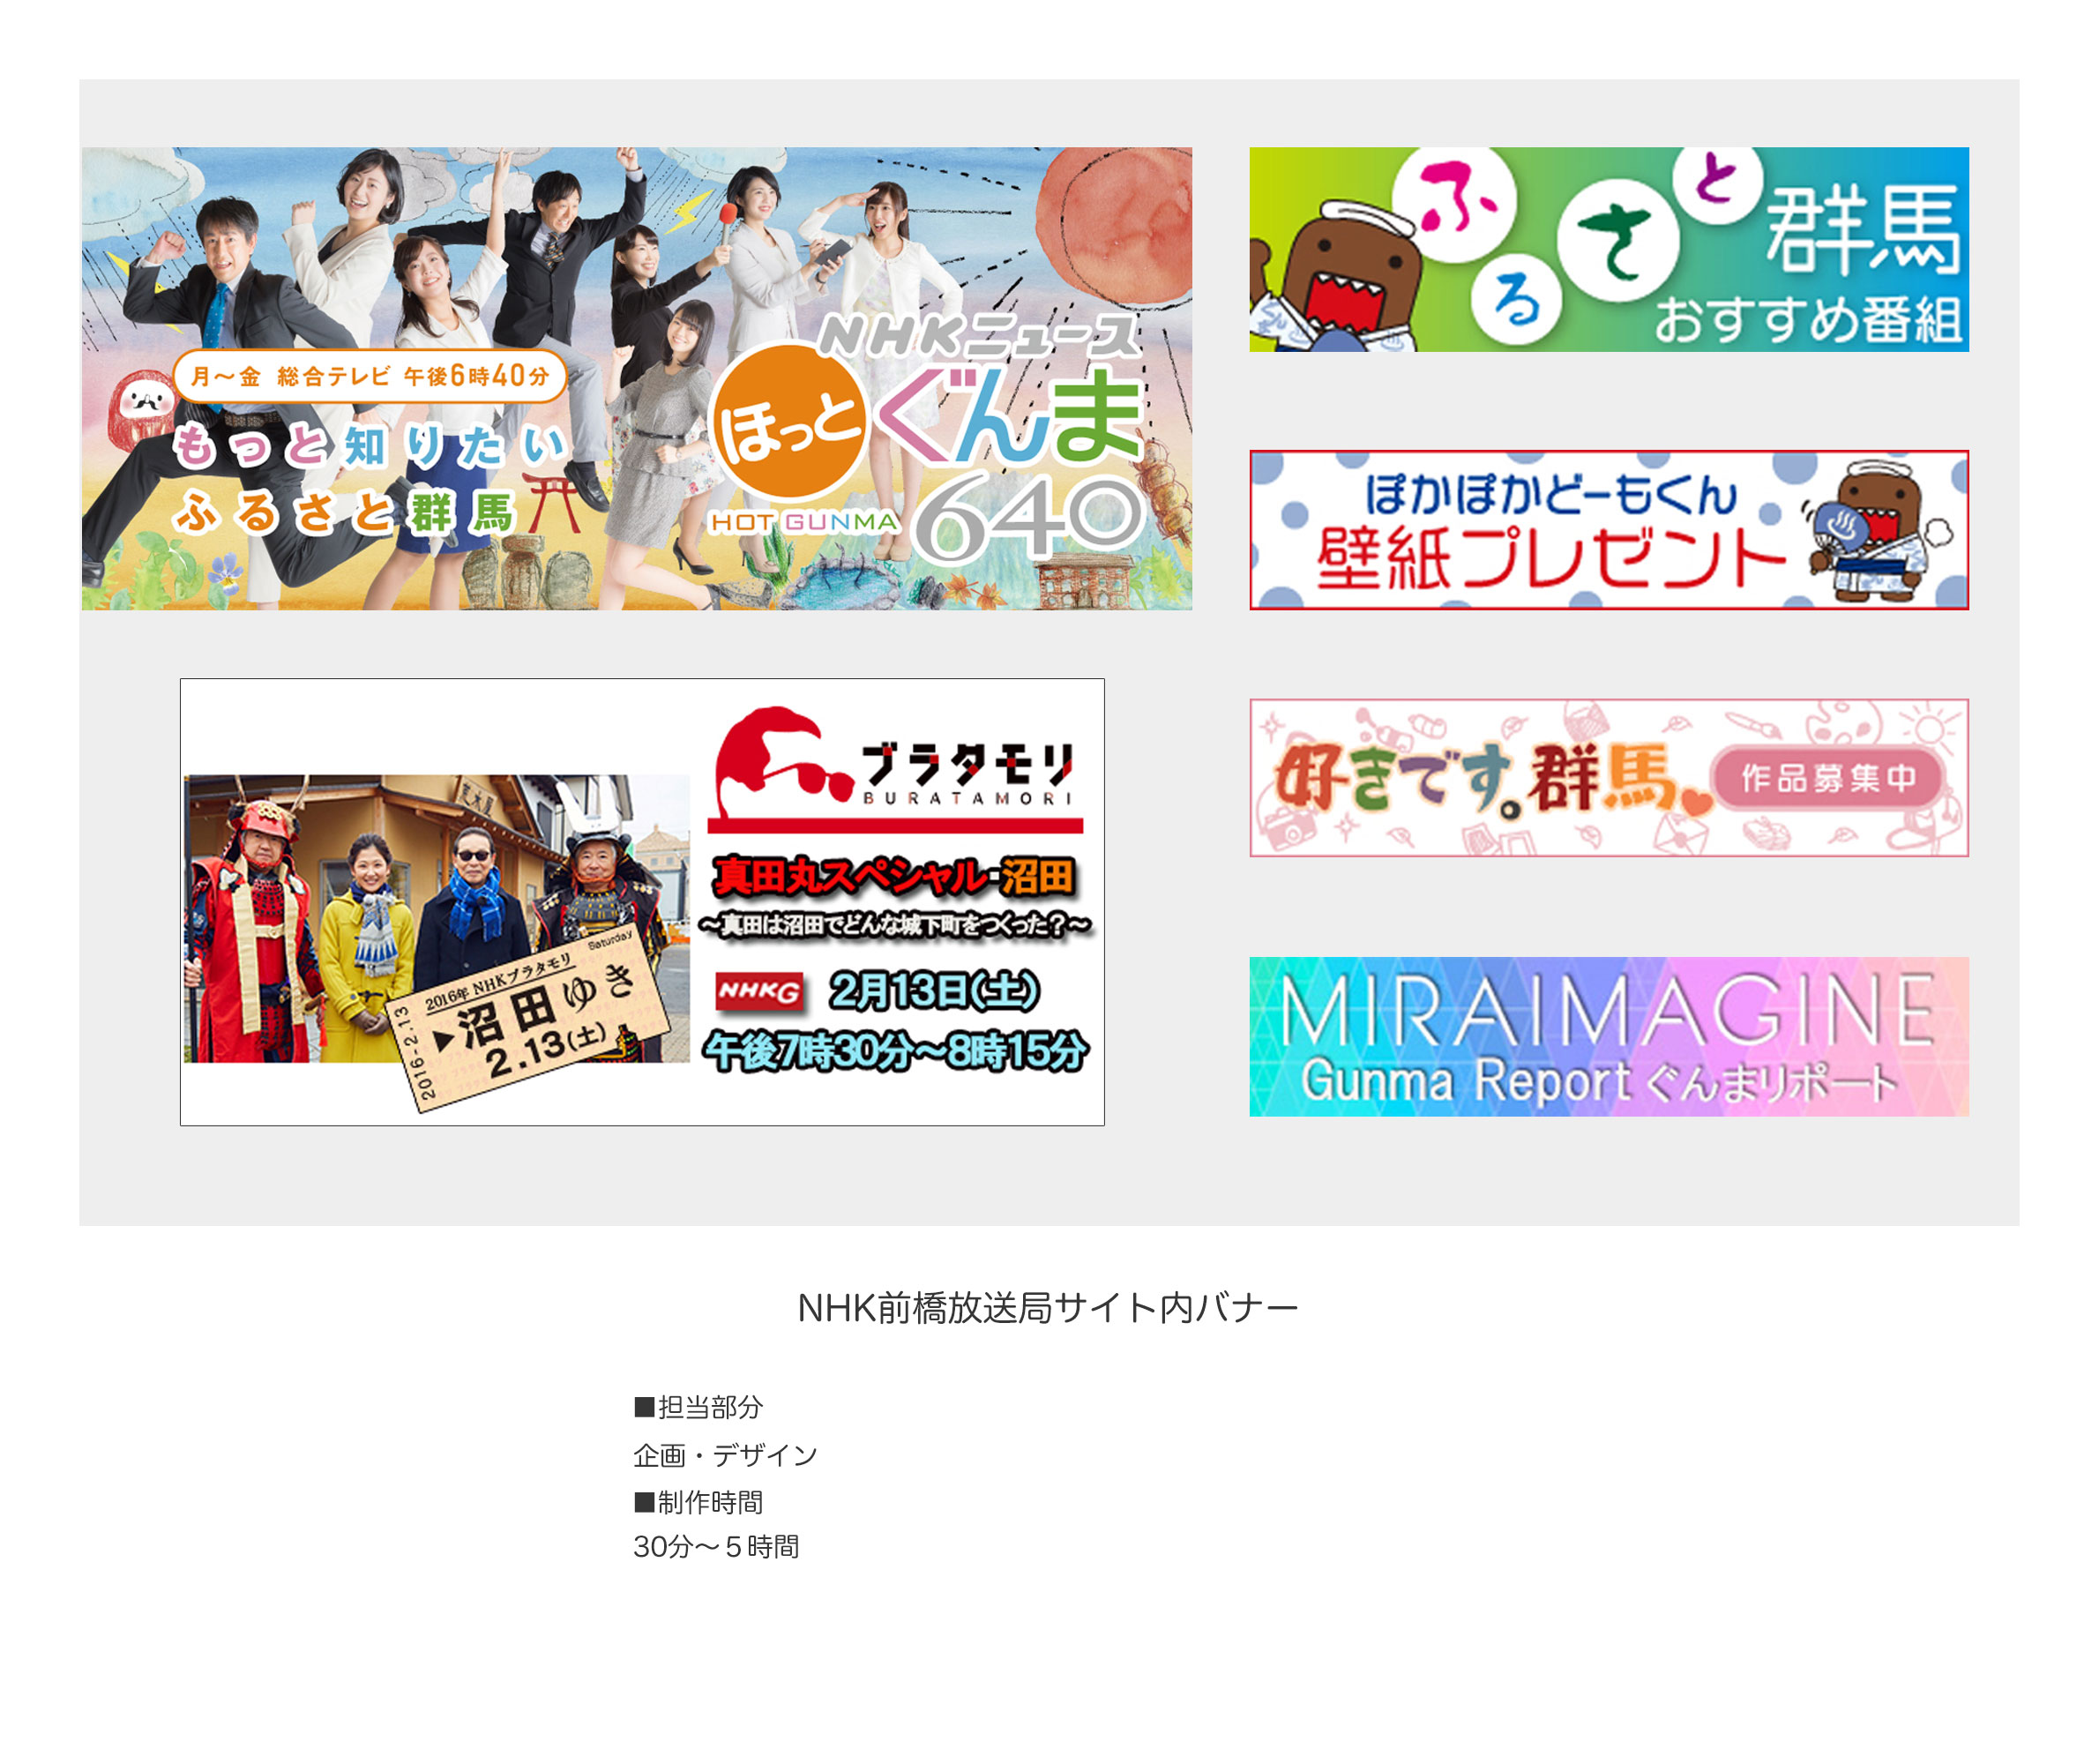 月〜金 総合テレビ 午後6時40分
もっと知りたい
ふるさと群馬
NHKニュース
ほっと
ぐんま
HOT GUNMA
640
ふるさと群馬
おすすめ番組
ぽかぽかどーもくん
壁紙プレゼント
ブラタモリ
BURATAMORI
真田丸スペシャル・沼田
〜真田は沼田でどんな城下町をつくった？〜
NHKG 2月13日(土)
午後7時30分〜8時15分
Saturday
2016年 NHKブラタモリ
▶沼田ゆき
2.13(土)
2016-2.13
好きです。群馬
作品募集中
MIRAIMAGINE
Gunma Report ぐんまリポート
NHK前橋放送局サイト内バナー
■担当部分
企画・デザイン
■制作時間
30分〜５時間